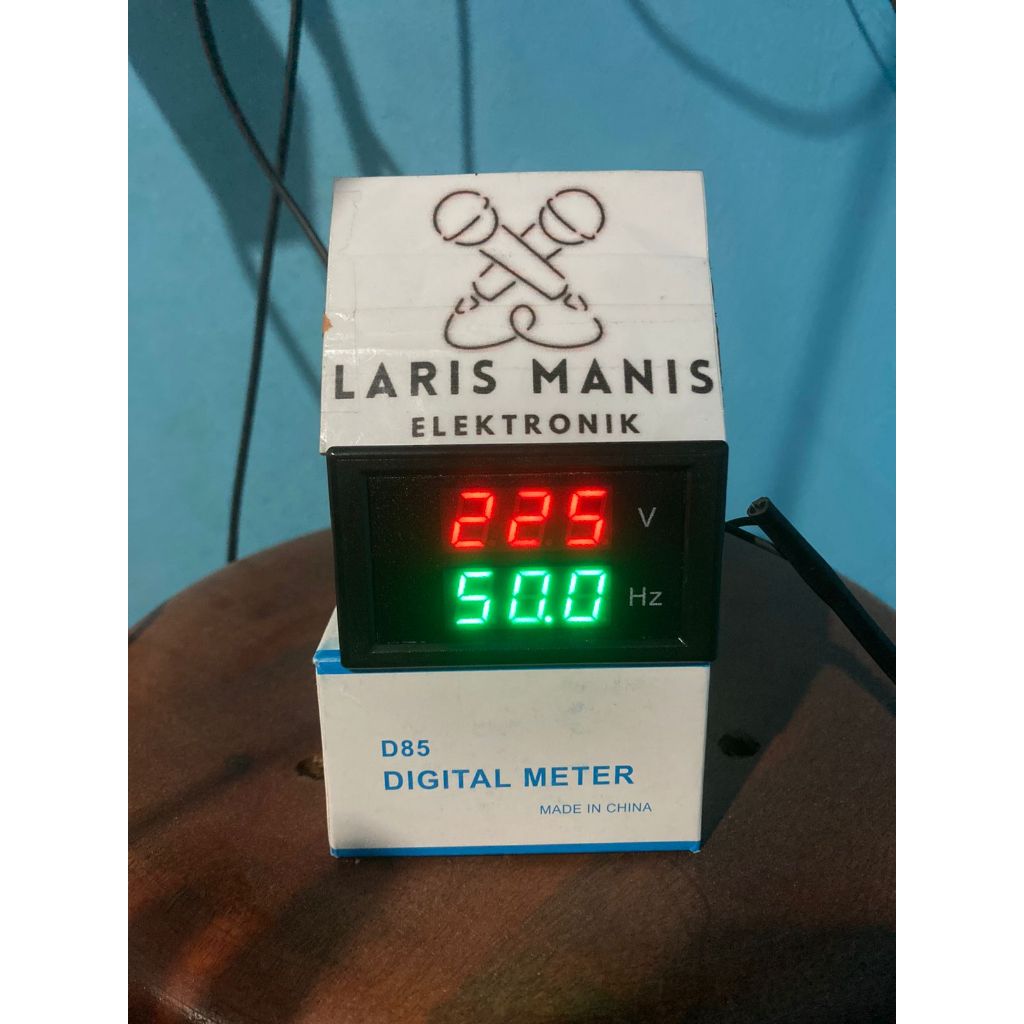 LARIS MANIS
ELEKTRONIK
225 V
50.0 Hz
D85
DIGITAL METER
MADE IN CHINA